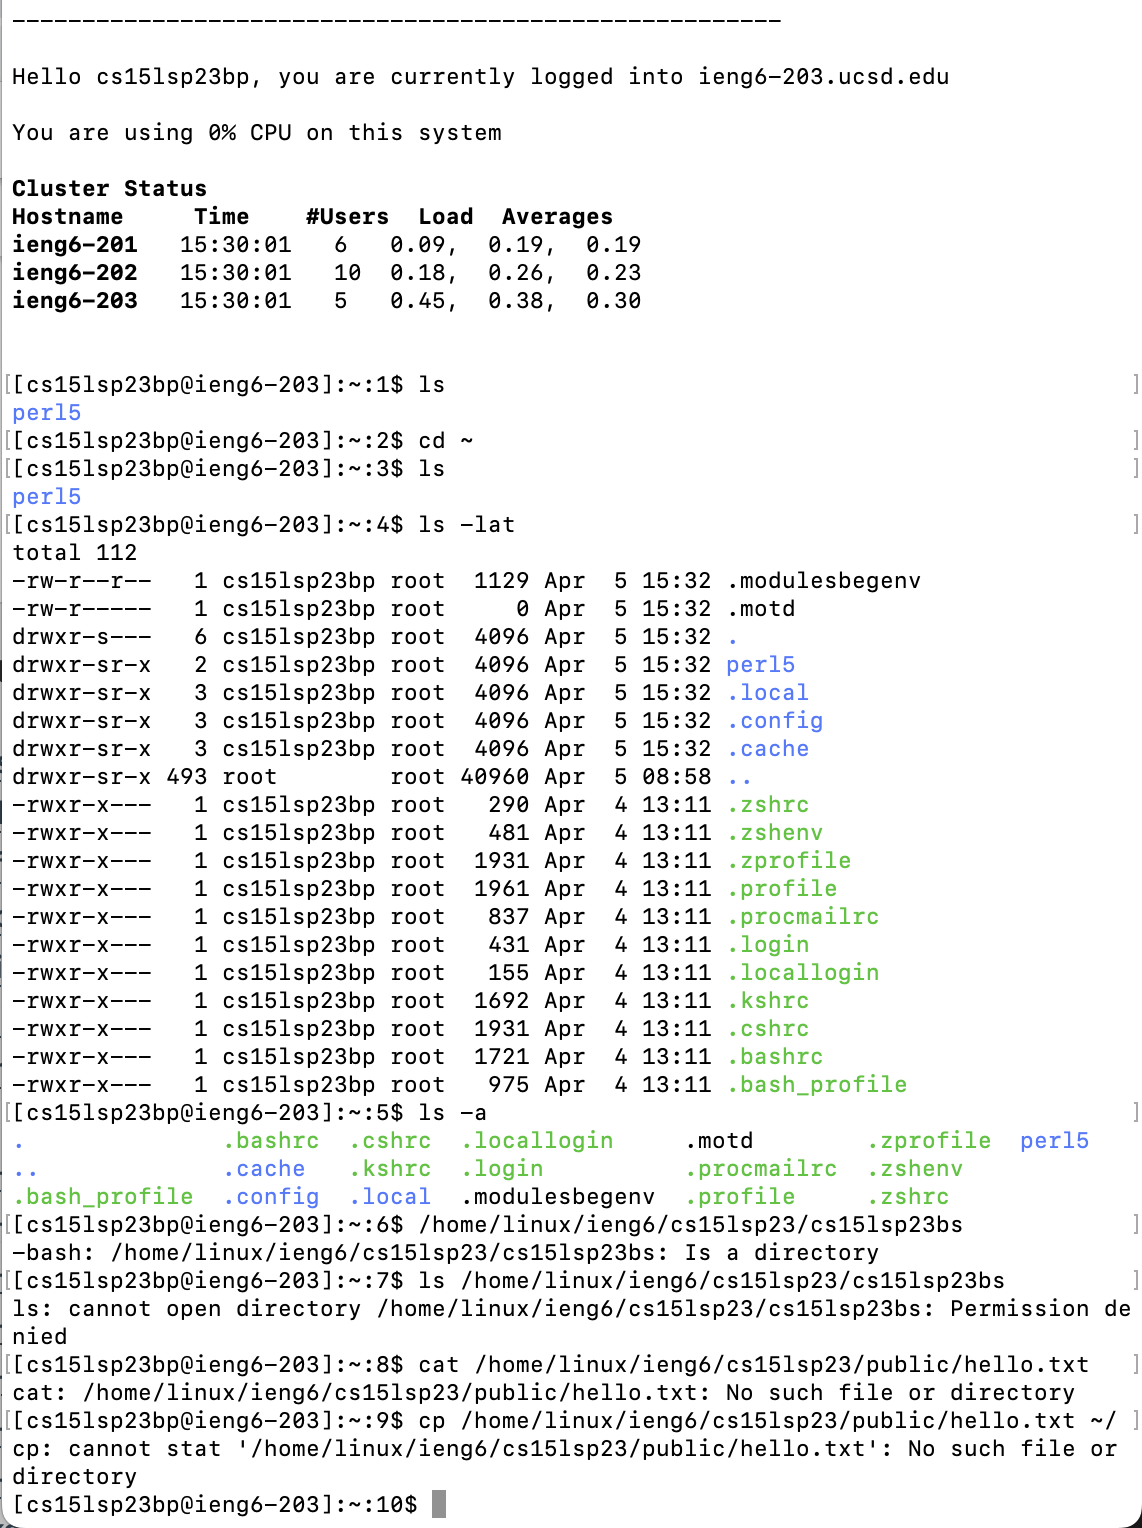 -------------------------------------------------------
Hello cs15lsp23bp, you are currently logged into ieng6-203.ucsd.edu
You are using 0% CPU on this system
Cluster Status
Hostname     Time    #Users  Load  Averages
ieng6-201   15:30:01   6   0.09,  0.19,  0.19
ieng6-202   15:30:01   10  0.18,  0.26,  0.23
ieng6-203   15:30:01   5   0.45,  0.38,  0.30
[[cs15lsp23bp@ieng6-203]:~:1$ ls ]
perl5
[[cs15lsp23bp@ieng6-203]:~:2$ cd ~ ]
[[cs15lsp23bp@ieng6-203]:~:3$ ls ]
perl5
[[cs15lsp23bp@ieng6-203]:~:4$ ls -lat ]
total 112
-rw-r--r--   1 cs15lsp23bp root  1129 Apr  5 15:32 .modulesbegenv
-rw-r-----   1 cs15lsp23bp root     0 Apr  5 15:32 .motd
drwxr-s---   6 cs15lsp23bp root  4096 Apr  5 15:32 .
drwxr-sr-x   2 cs15lsp23bp root  4096 Apr  5 15:32 perl5
drwxr-sr-x   3 cs15lsp23bp root  4096 Apr  5 15:32 .local
drwxr-sr-x   3 cs15lsp23bp root  4096 Apr  5 15:32 .config
drwxr-sr-x   3 cs15lsp23bp root  4096 Apr  5 15:32 .cache
drwxr-sr-x 493 root        root 40960 Apr  5 08:58 ..
-rwxr-x---   1 cs15lsp23bp root   290 Apr  4 13:11 .zshrc
-rwxr-x---   1 cs15lsp23bp root   481 Apr  4 13:11 .zshenv
-rwxr-x---   1 cs15lsp23bp root  1931 Apr  4 13:11 .zprofile
-rwxr-x---   1 cs15lsp23bp root  1961 Apr  4 13:11 .profile
-rwxr-x---   1 cs15lsp23bp root   837 Apr  4 13:11 .procmailrc
-rwxr-x---   1 cs15lsp23bp root   431 Apr  4 13:11 .login
-rwxr-x---   1 cs15lsp23bp root   155 Apr  4 13:11 .locallogin
-rwxr-x---   1 cs15lsp23bp root  1692 Apr  4 13:11 .kshrc
-rwxr-x---   1 cs15lsp23bp root  1931 Apr  4 13:11 .cshrc
-rwxr-x---   1 cs15lsp23bp root  1721 Apr  4 13:11 .bashrc
-rwxr-x---   1 cs15lsp23bp root   975 Apr  4 13:11 .bash_profile
[[cs15lsp23bp@ieng6-203]:~:5$ ls -a ]
.              .bashrc  .cshrc  .locallogin     .motd        .zprofile  perl5
..             .cache   .kshrc  .login          .procmailrc  .zshenv
.bash_profile  .config  .local  .modulesbegenv  .profile     .zshrc
[[cs15lsp23bp@ieng6-203]:~:6$ /home/linux/ieng6/cs15lsp23/cs15lsp23bs ]
-bash: /home/linux/ieng6/cs15lsp23/cs15lsp23bs: Is a directory
[[cs15lsp23bp@ieng6-203]:~:7$ ls /home/linux/ieng6/cs15lsp23/cs15lsp23bs ]
ls: cannot open directory /home/linux/ieng6/cs15lsp23/cs15lsp23bs: Permission de
nied
[[cs15lsp23bp@ieng6-203]:~:8$ cat /home/linux/ieng6/cs15lsp23/public/hello.txt ]
cat: /home/linux/ieng6/cs15lsp23/public/hello.txt: No such file or directory
[[cs15lsp23bp@ieng6-203]:~:9$ cp /home/linux/ieng6/cs15lsp23/public/hello.txt ~/ ]
cp: cannot stat '/home/linux/ieng6/cs15lsp23/public/hello.txt': No such file or
directory
[cs15lsp23bp@ieng6-203]:~:10$